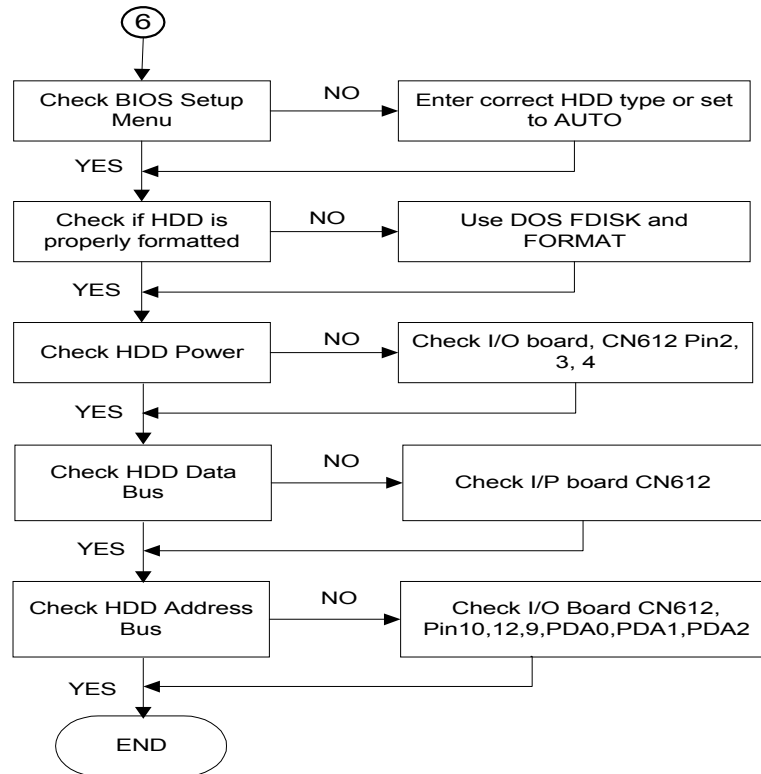 6
Check BIOS Setup
Menu
NO
Enter correct HDD type or set
to AUTO
YES
Check if HDD is
properly formatted
NO
Use DOS FDISK and
FORMAT
YES
Check HDD Power
NO
Check I/O board, CN612 Pin2,
3, 4
YES
Check HDD Data
Bus
NO
Check I/P board CN612
YES
Check HDD Address
Bus
NO
Check I/O Board CN612,
Pin10,12,9,PDA0,PDA1,PDA2
YES
END